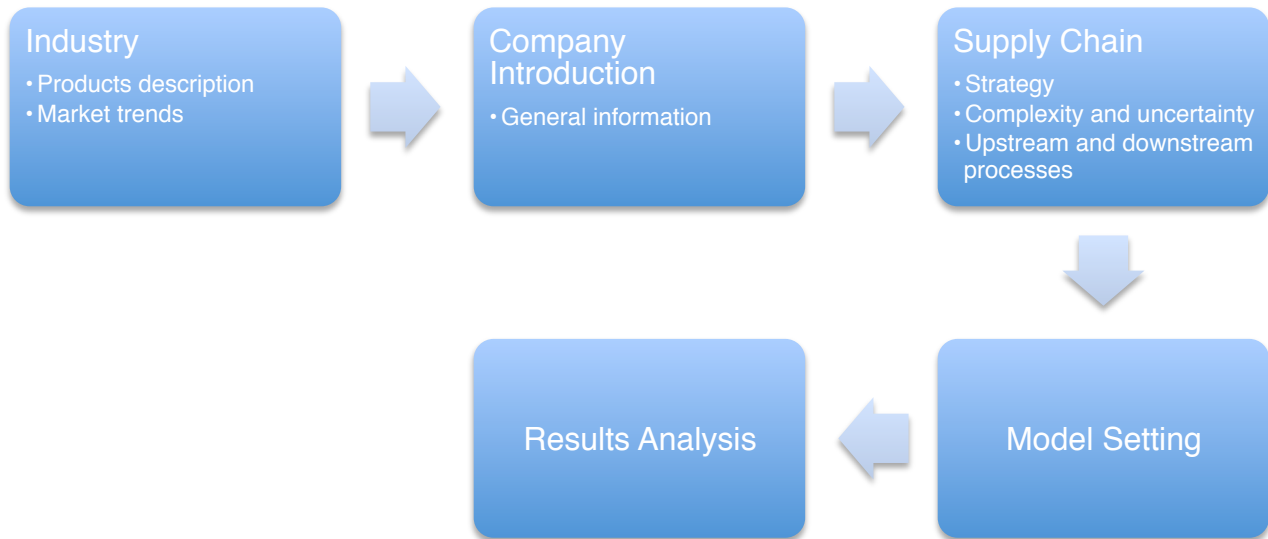 Industry
• Products description
• Market trends
Company
Introduction
• General information
Supply Chain
• Strategy
• Complexity and uncertainty
• Upstream and downstream
processes
Model Setting
Results Analysis